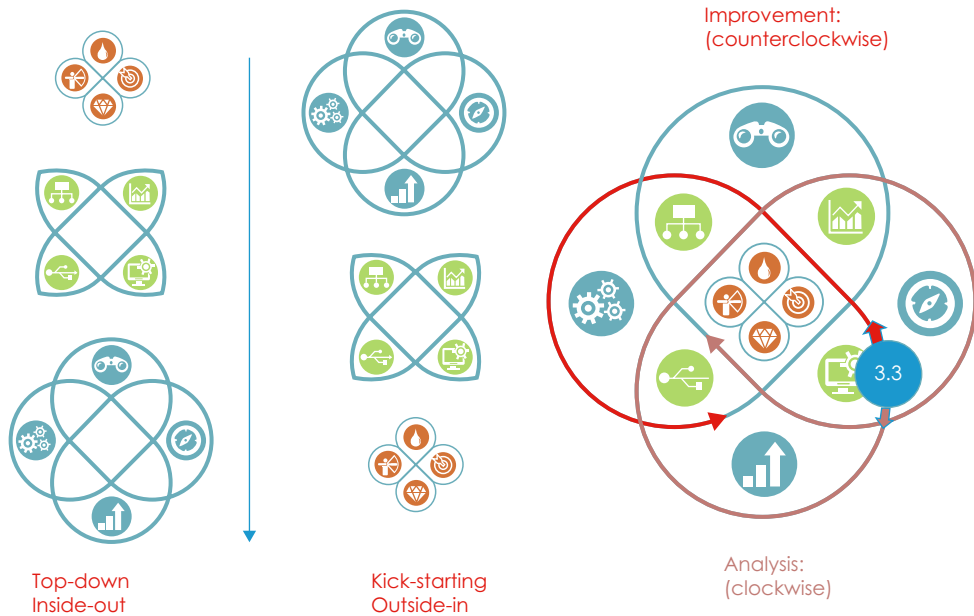 Improvement:
(counterclockwise)
3.3
Top-down
Inside-out
Kick-starting
Outside-in
Analysis:
(clockwise)